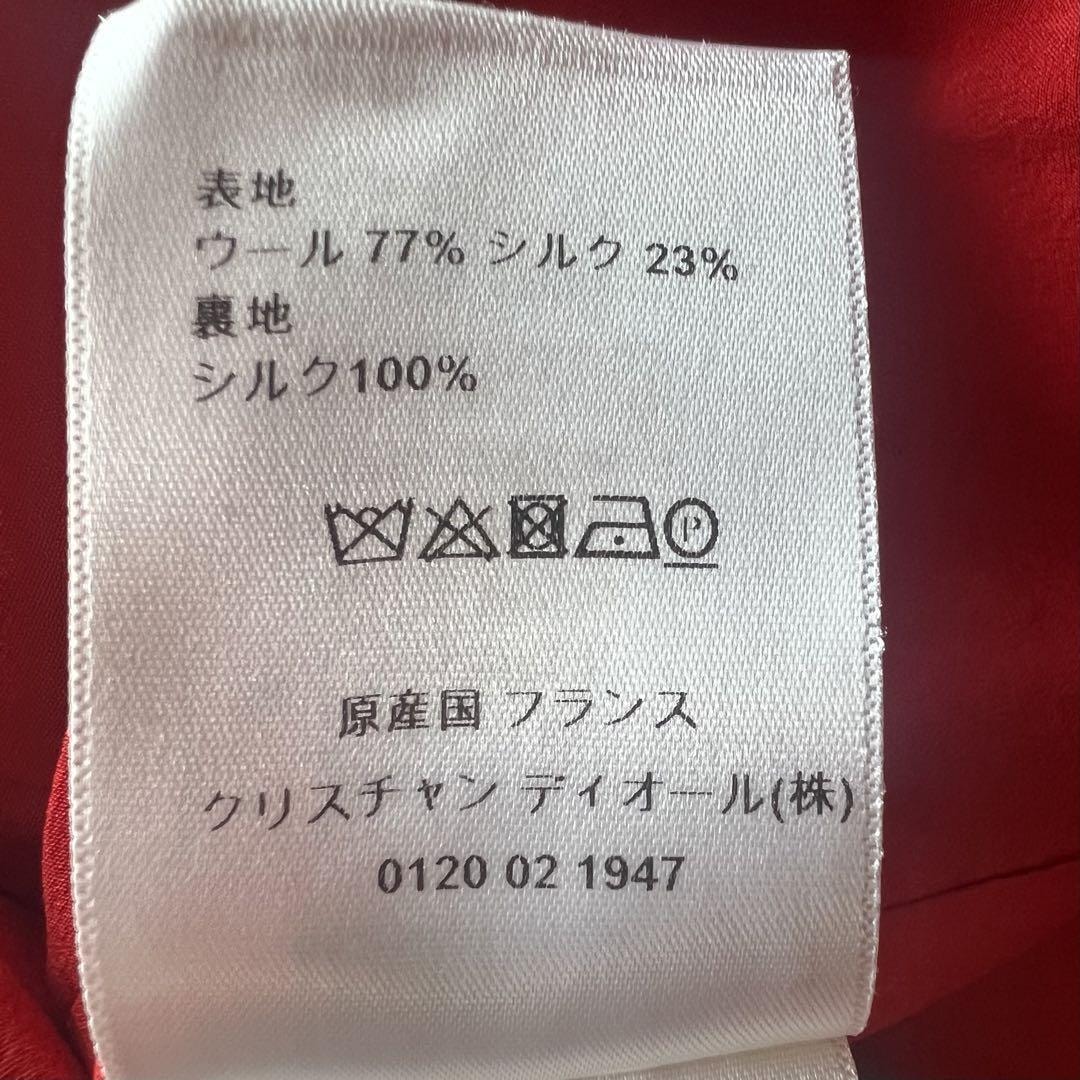 表地
ウール 77% シルク 23%
裏地
シルク100%
P
原産国 フランス
クリスチャン ディオール(株)
0120 02 1947